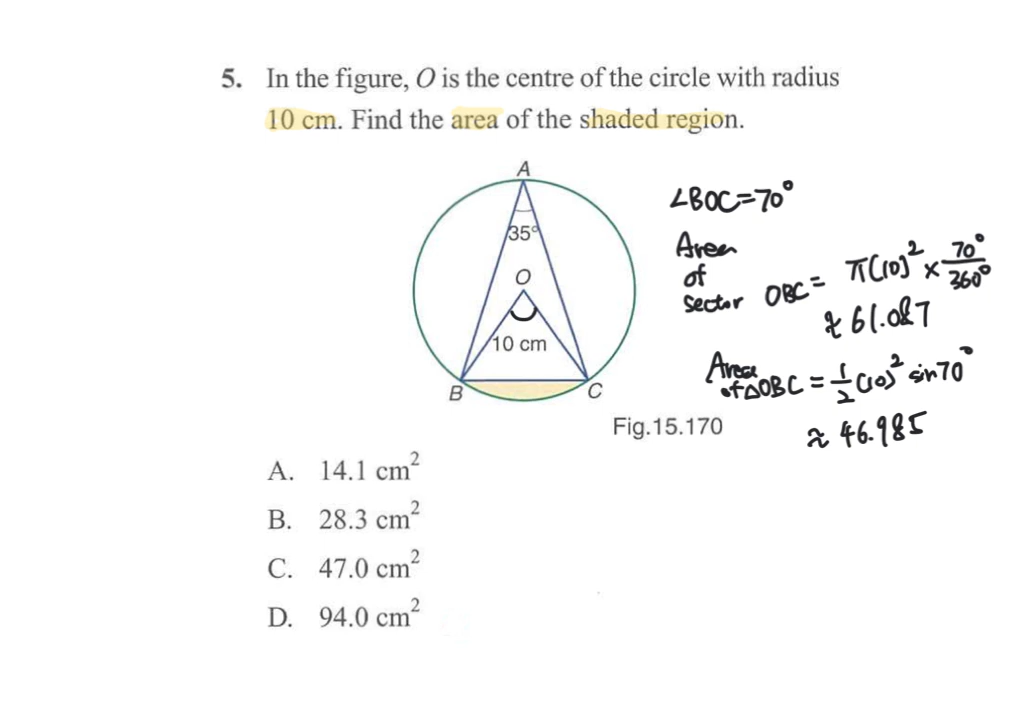 5. In the figure, O is the centre of the circle with radius
10 cm. Find the area of the shaded region.
A
35°
O
10 cm
B
C
Fig.15.170
∠BOC=70°
Area
of
sector OBC = π(10)² × 70°/360°
≈ 61.087
Area
of △OBC = 1/2 (10)² sin70°
≈ 46.985
A. 14.1 cm²
B. 28.3 cm²
C. 47.0 cm²
D. 94.0 cm²